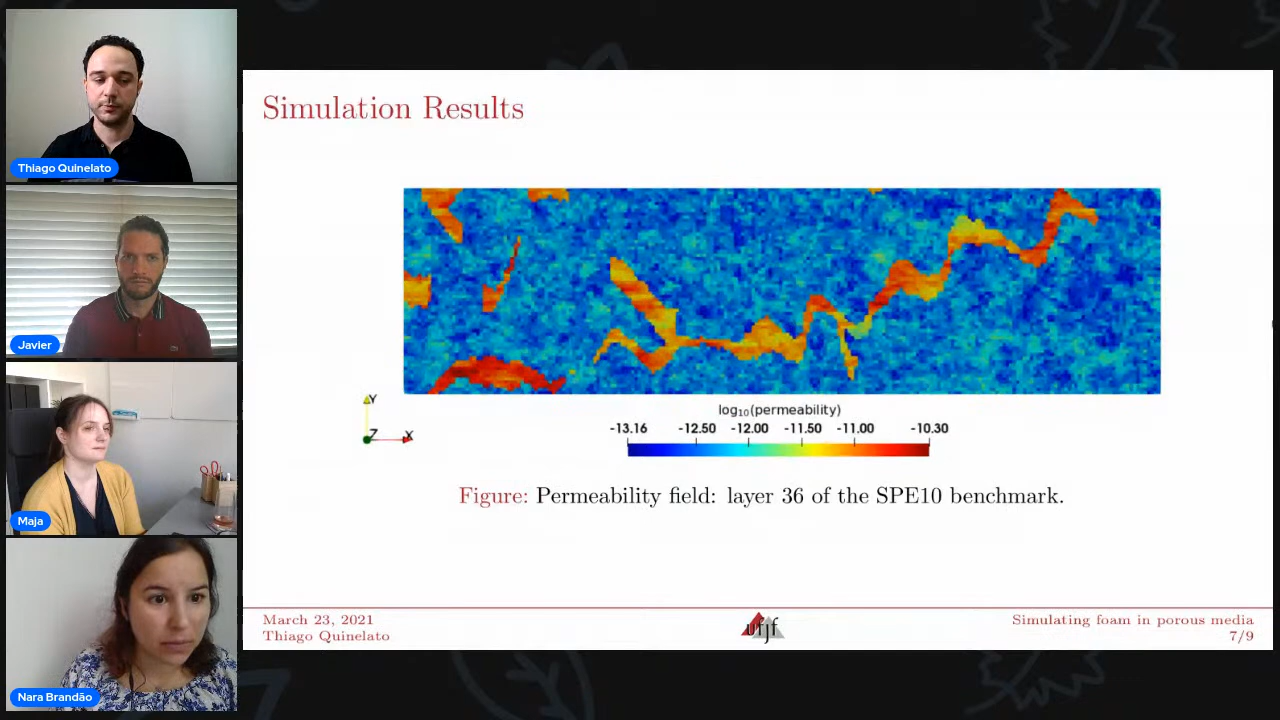 Thiago Quinelato
Javier
Maja
Nara Brandão
Simulation Results
Y
Z
X
log₁₀(permeability)
-13.16 -12.50 -12.00 -11.50 -11.00 -10.30
Figure: Permeability field: layer 36 of the SPE10 benchmark.
March 23, 2021
Thiago Quinelato
ufjf
Simulating foam in porous media
7/9